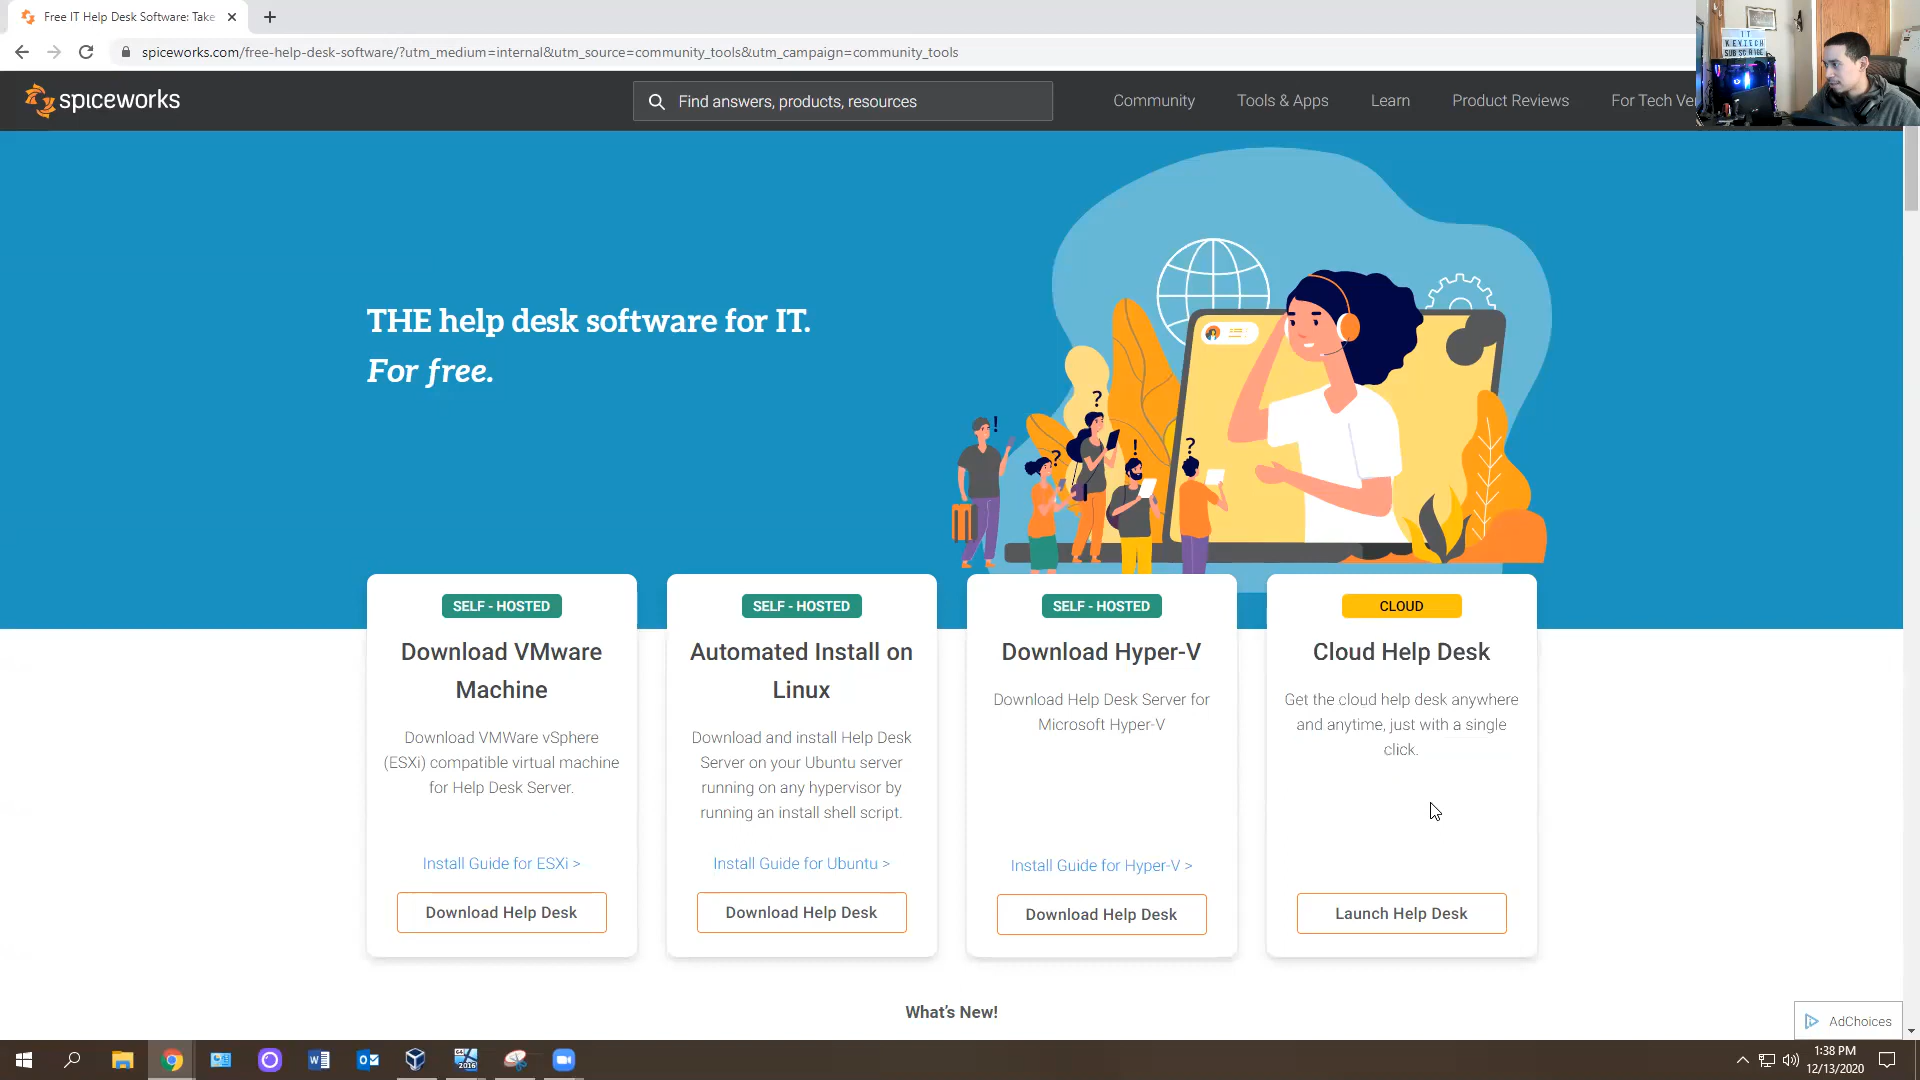 Free IT Help Desk Software: Take
spiceworks.com/free-help-desk-software/?utm_medium=internal&utm_source=community_tools&utm_campaign=community_tools
spiceworks
Find answers, products, resources
Community
Tools & Apps
Learn
Product Reviews
For Tech Ve
IT
KEVTECH
SUBSCRIBE
THE help desk software for IT.
For free.
SELF - HOSTED
Download VMware
Machine
Download VMWare vSphere
(ESXi) compatible virtual machine
for Help Desk Server.
Install Guide for ESXi >
Download Help Desk
SELF - HOSTED
Automated Install on
Linux
Download and install Help Desk
Server on your Ubuntu server
running on any hypervisor by
running an install shell script.
Install Guide for Ubuntu >
Download Help Desk
SELF - HOSTED
Download Hyper-V
Download Help Desk Server for
Microsoft Hyper-V
Install Guide for Hyper-V >
Download Help Desk
CLOUD
Cloud Help Desk
Get the cloud help desk anywhere
and anytime, just with a single
click.
Launch Help Desk
What's New!
AdChoices
2016
1:38 PM
12/13/2020